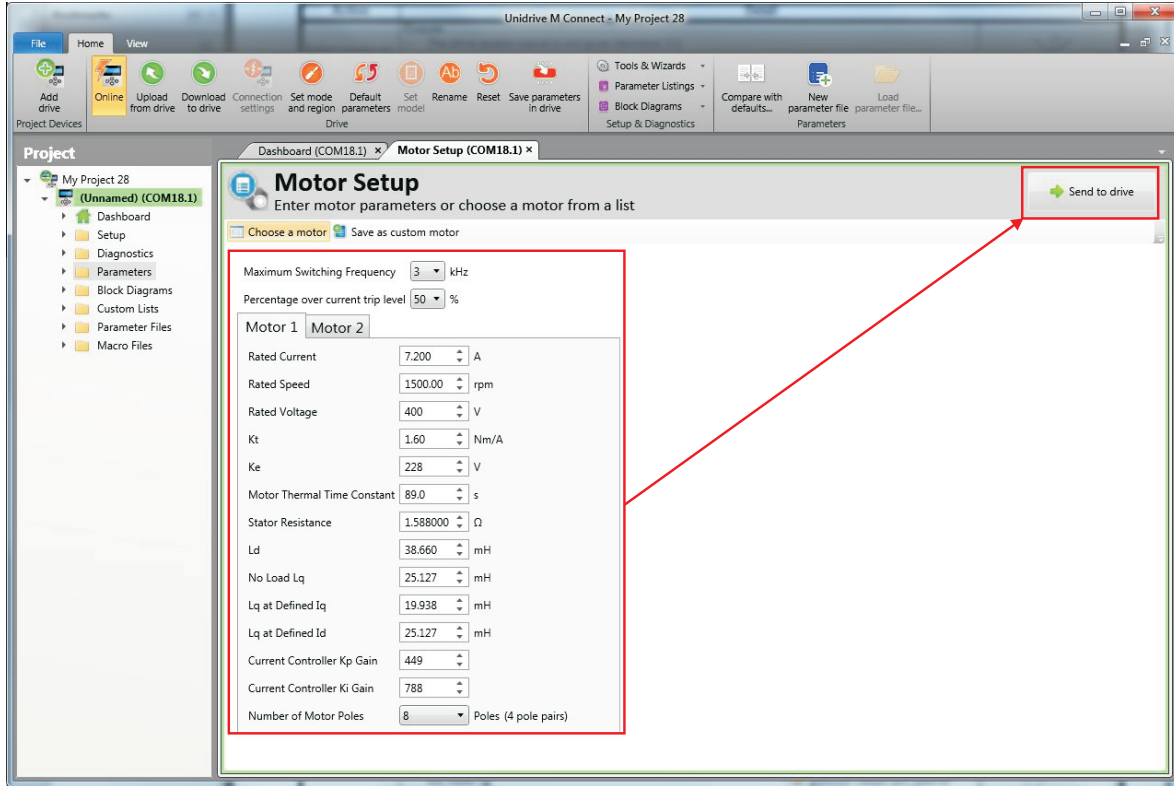 Unidrive M Connect - My Project 28
File Home View
Add drive
Online
Upload from drive
Download to drive
Connection settings
Set mode and region
Default parameters
Set model
Rename
Reset
Save parameters in drive
Tools & Wizards
Parameter Listings
Block Diagrams
Compare with defaults...
New parameter file
Load parameter file...
Project Devices
Drive
Setup & Diagnostics
Parameters
Project
Dashboard (COM18.1) × Motor Setup (COM18.1) ×
My Project 28
(Unnamed) (COM18.1)
Dashboard
Setup
Diagnostics
Parameters
Block Diagrams
Custom Lists
Parameter Files
Macro Files
Motor Setup
Enter motor parameters or choose a motor from a list
Send to drive
Choose a motor Save as custom motor
Maximum Switching Frequency 3 kHz
Percentage over current trip level 50 %
Motor 1 Motor 2
Rated Current 7.200 A
Rated Speed 1500.00 rpm
Rated Voltage 400 V
Kt 1.60 Nm/A
Ke 228 V
Motor Thermal Time Constant 89.0 s
Stator Resistance 1.588000 Ω
Ld 38.660 mH
No Load Lq 25.127 mH
Lq at Defined Iq 19.938 mH
Lq at Defined Id 25.127 mH
Current Controller Kp Gain 449
Current Controller Ki Gain 788
Number of Motor Poles 8 Poles (4 pole pairs)